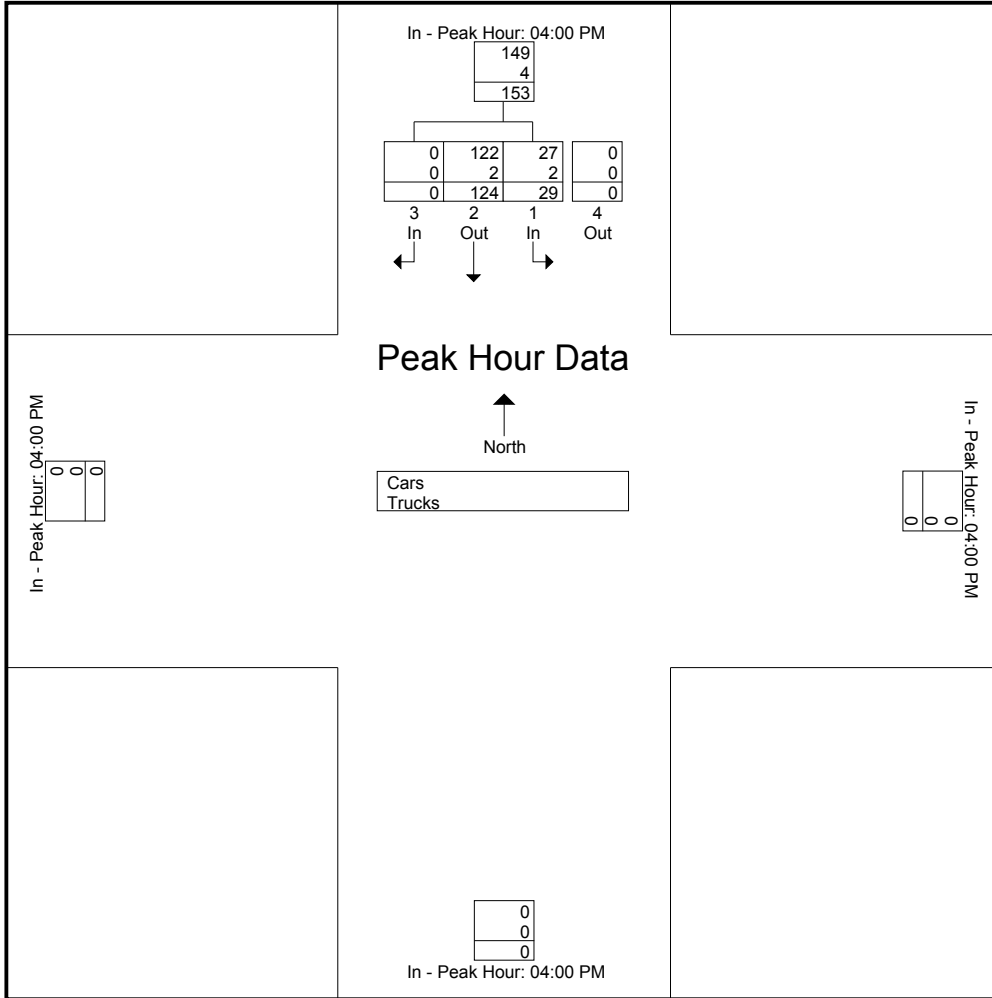 In - Peak Hour: 04:00 PM
149
4
153
0 122 27 0
0 2 2 0
0 124 29 0
3 2 1 4
In Out In Out
Peak Hour Data
North
Cars
Trucks
In - Peak Hour: 04:00 PM
0 0 0
In - Peak Hour: 04:00 PM
0 0 0
0
0
0
In - Peak Hour: 04:00 PM